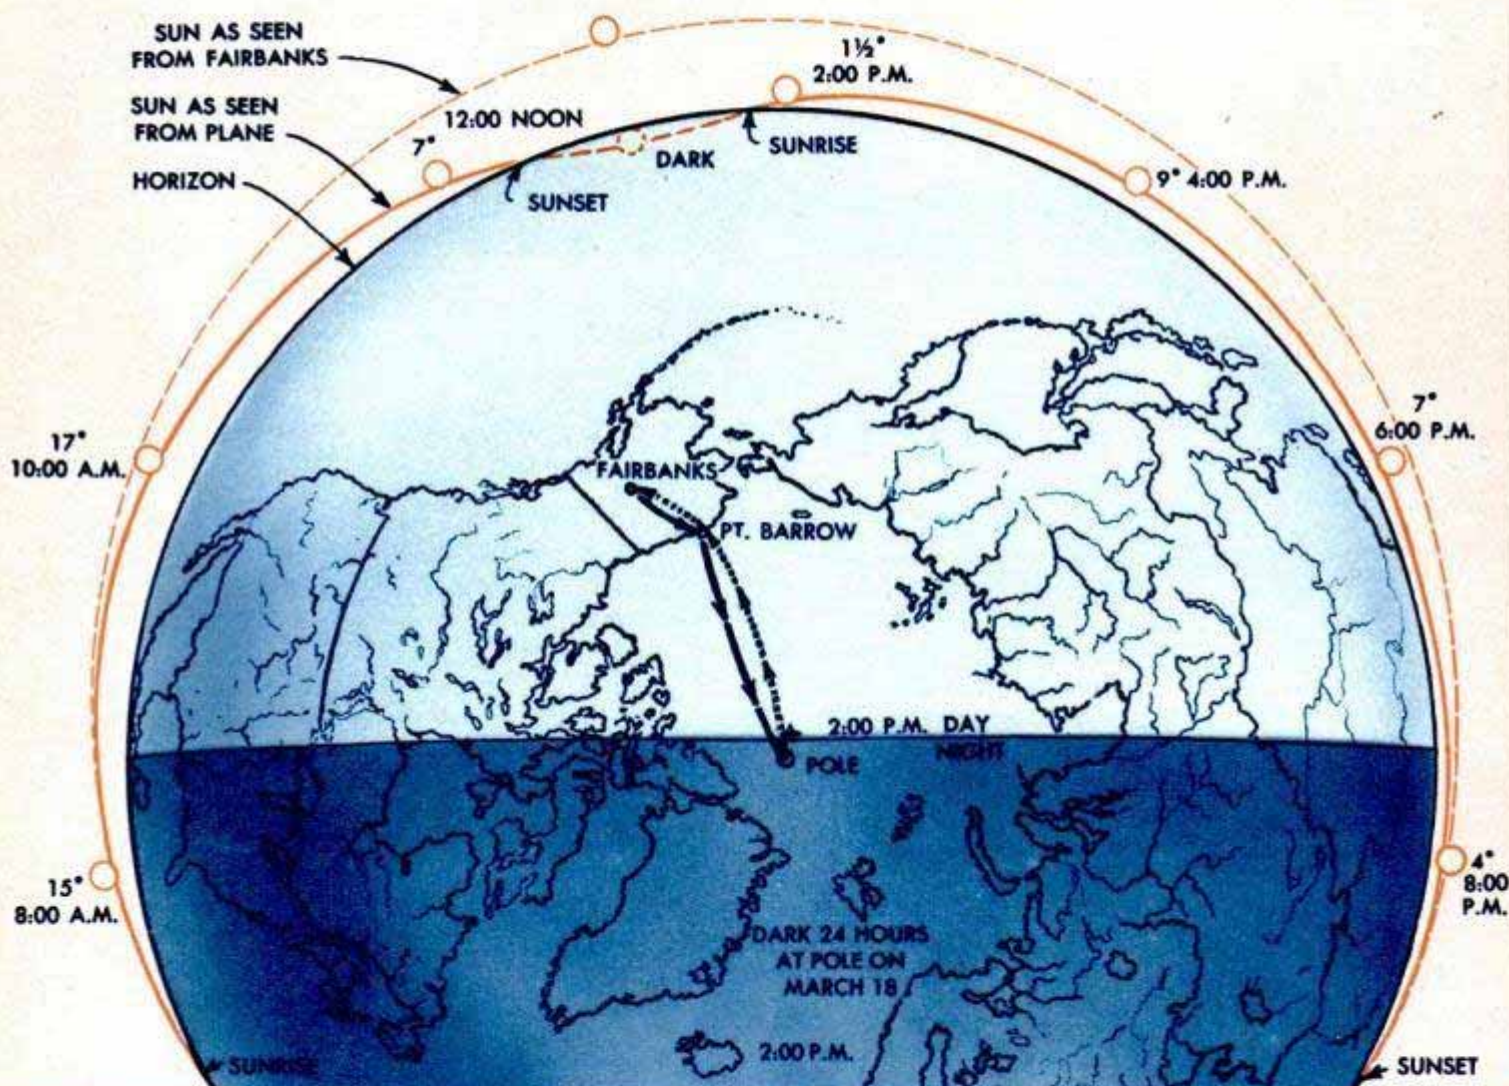 SUN AS SEEN
FROM FAIRBANKS
SUN AS SEEN
FROM PLANE
HORIZON
12:00 NOON
7°
SUNSET
DARK
SUNRISE
1½°
2:00 P.M.
9° 4:00 P.M.
7°
6:00 P.M.
17°
10:00 A.M.
FAIRBANKS
PT. BARROW
2:00 P.M. DAY
NIGHT
POLE
15°
8:00 A.M.
4°
8:00
P.M.
DARK 24 HOURS
AT POLE ON
MARCH 18
2:00 P.M.
SUNRISE
SUNSET